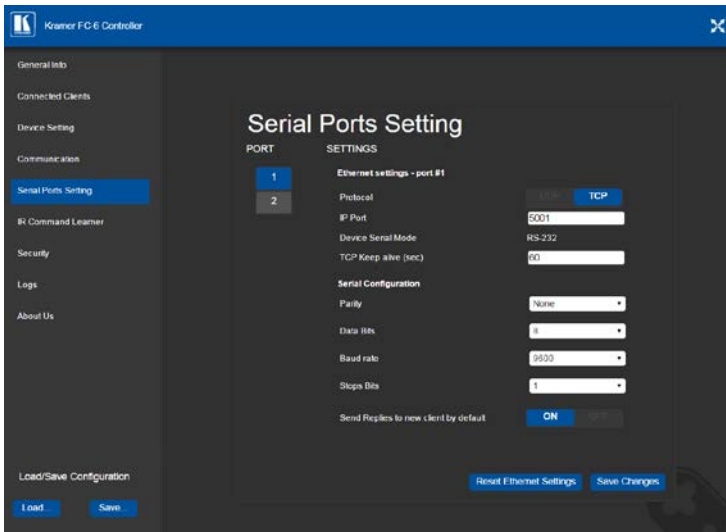 Kramer FC-6 Controller
General Info
Connected Clients
Device Setting
Communication
Serial Ports Setting
IR Command Learner
Security
Logs
About Us
Load/Save Configuration
Load...
Save...
Serial Ports Setting
PORT
SETTINGS
1
2
Ethernet settings - port #1
Protocol
UDP
TCP
IP Port
5001
Device Serial Mode
RS-232
TCP Keep alive (sec)
60
Serial Configuration
Parity
None
Data Bits
8
Baud rate
9600
Stops Bits
1
Send Replies to new client by default
ON
OFF
Reset Ethernet Settings
Save Changes